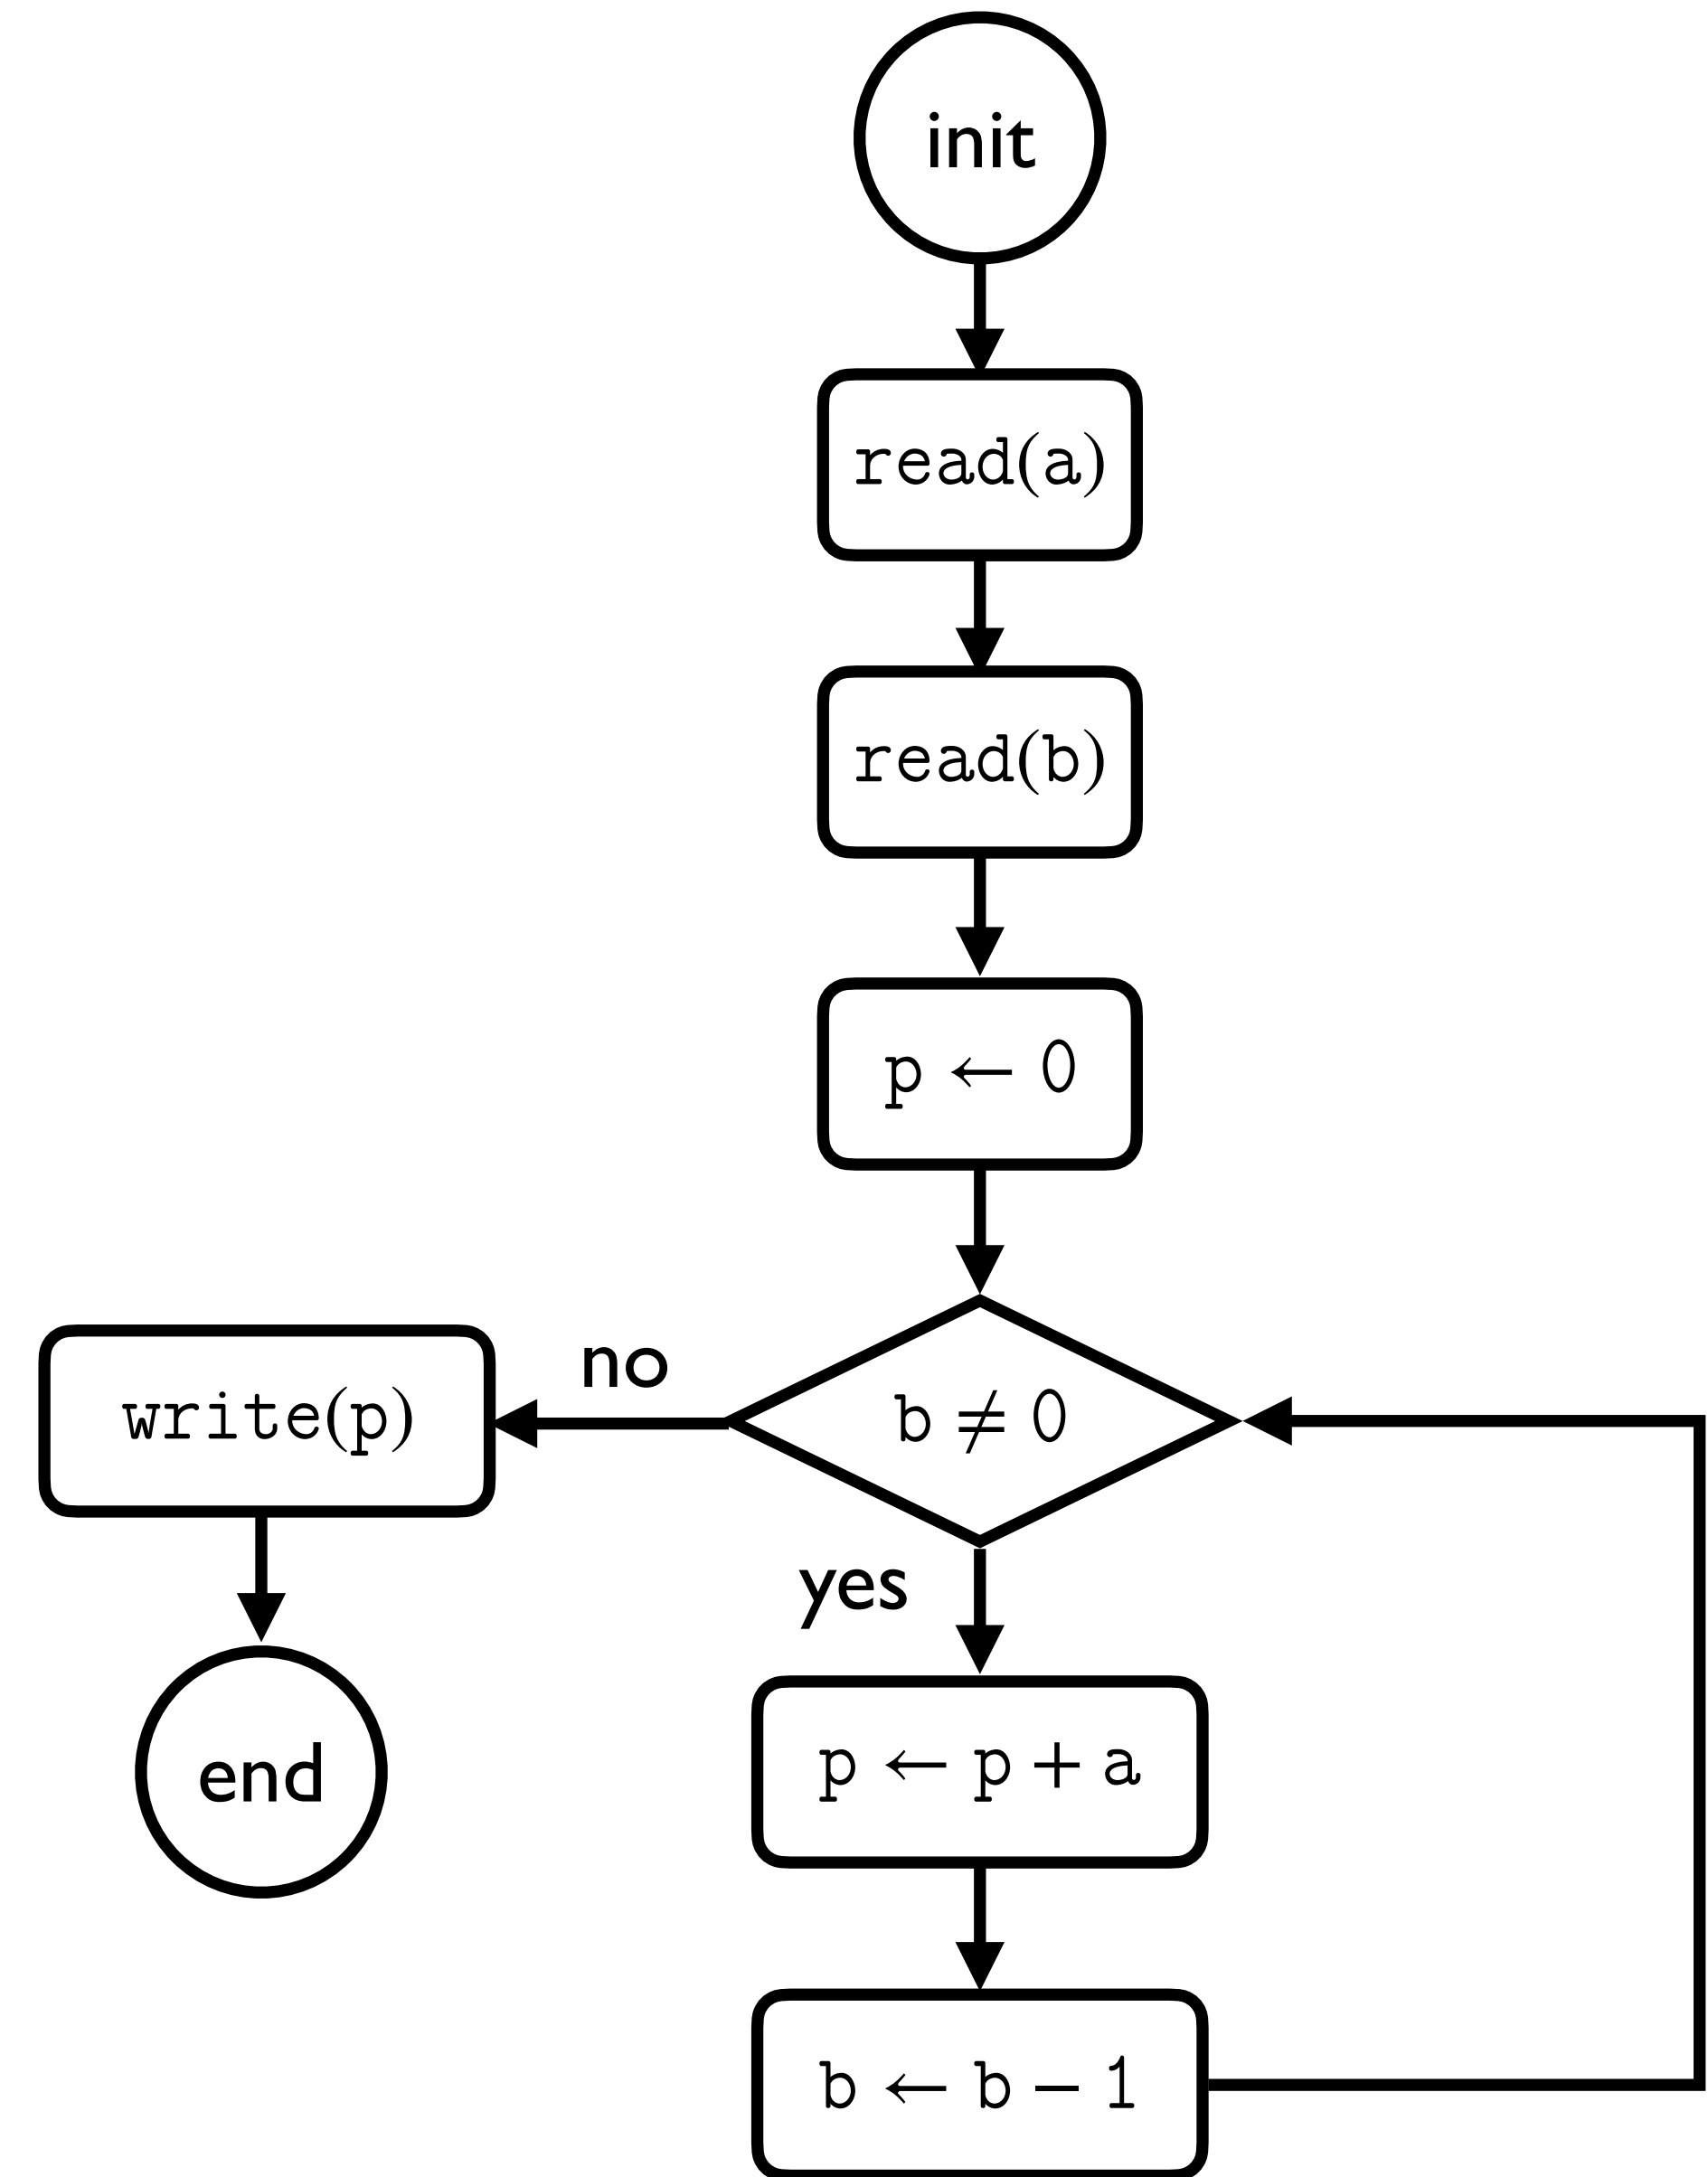 init
read(a)
read(b)
p ← 0
b ≠ 0
no
write(p)
end
yes
p ← p + a
b ← b − 1